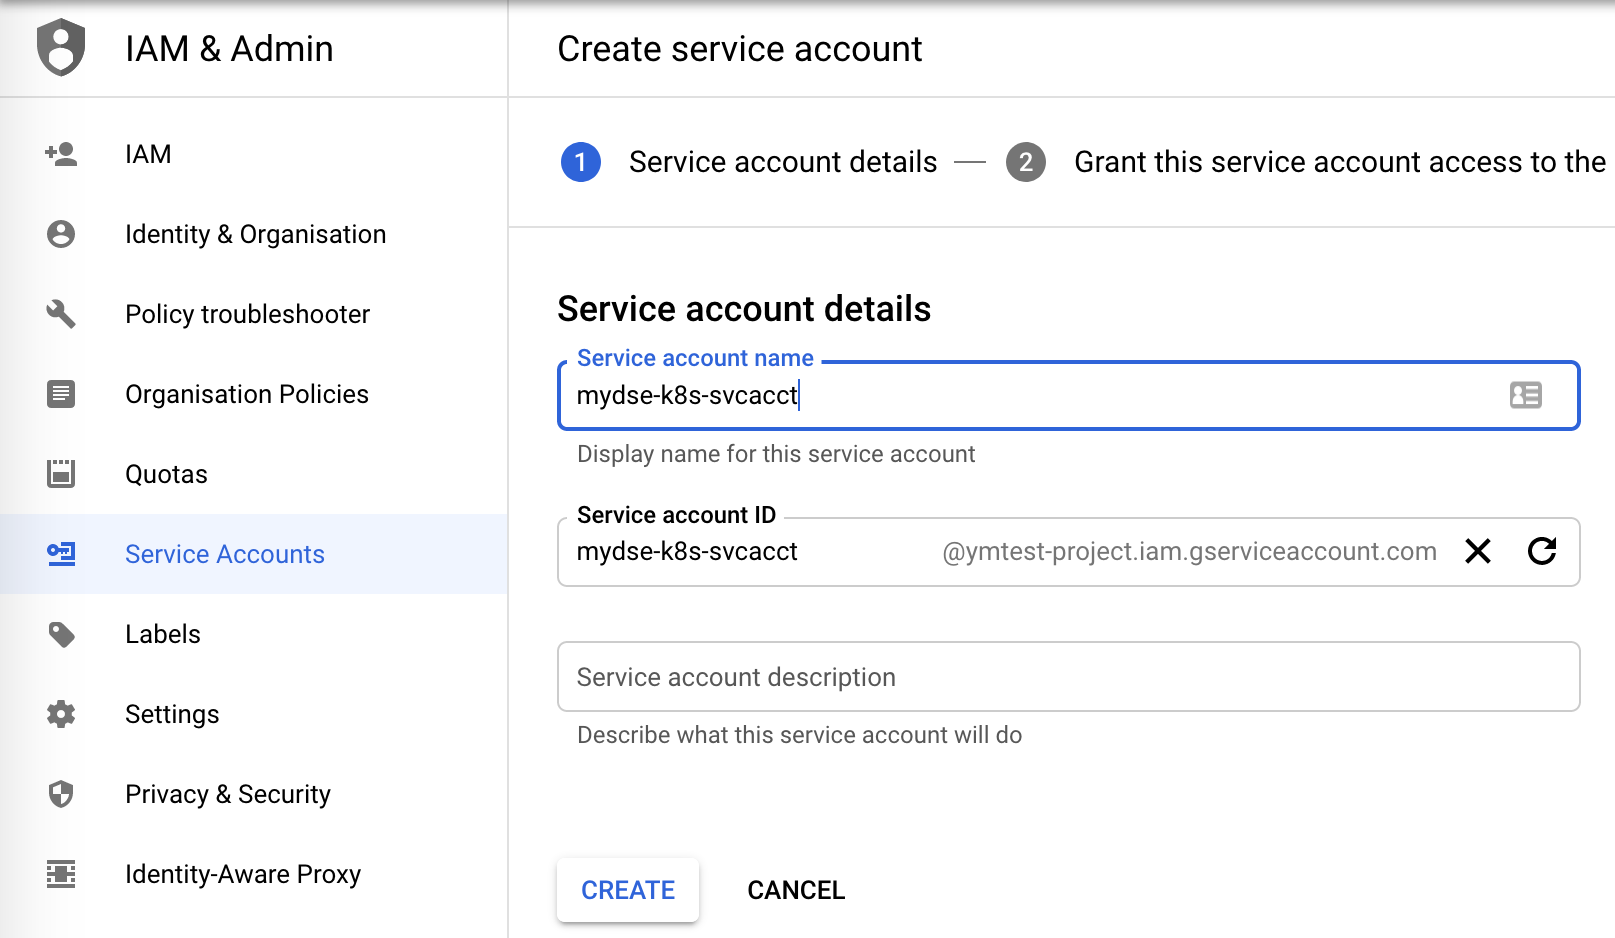 IAM & Admin
Create service account
IAM
Identity & Organisation
Policy troubleshooter
Organisation Policies
Quotas
Service Accounts
Labels
Settings
Privacy & Security
Identity-Aware Proxy
1 Service account details — 2 Grant this service account access to the
Service account details
Service account name
mydse-k8s-svcacct
Display name for this service account
Service account ID
mydse-k8s-svcacct @ymtest-project.iam.gserviceaccount.com
Service account description
Describe what this service account will do
CREATE CANCEL